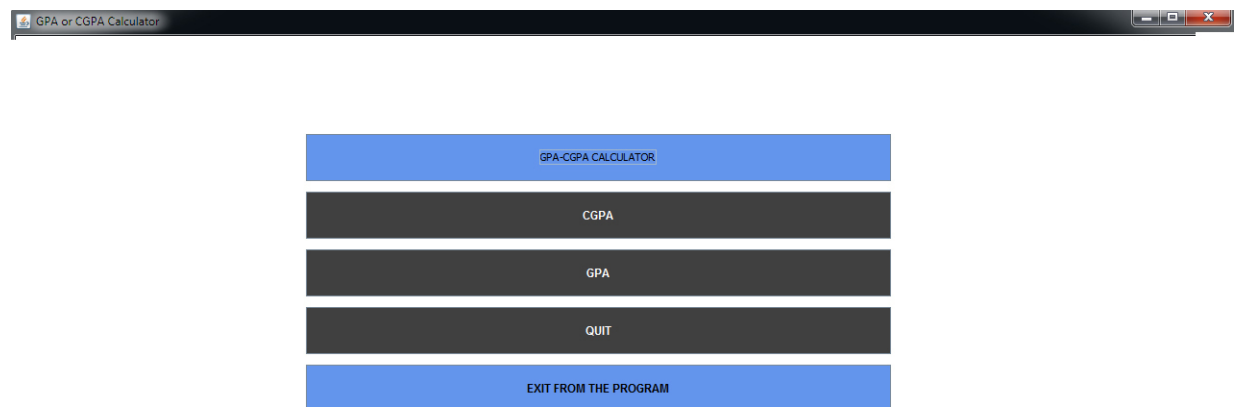 GPA or CGPA Calculator
GPA-CGPA CALCULATOR
CGPA
GPA
QUIT
EXIT FROM THE PROGRAM